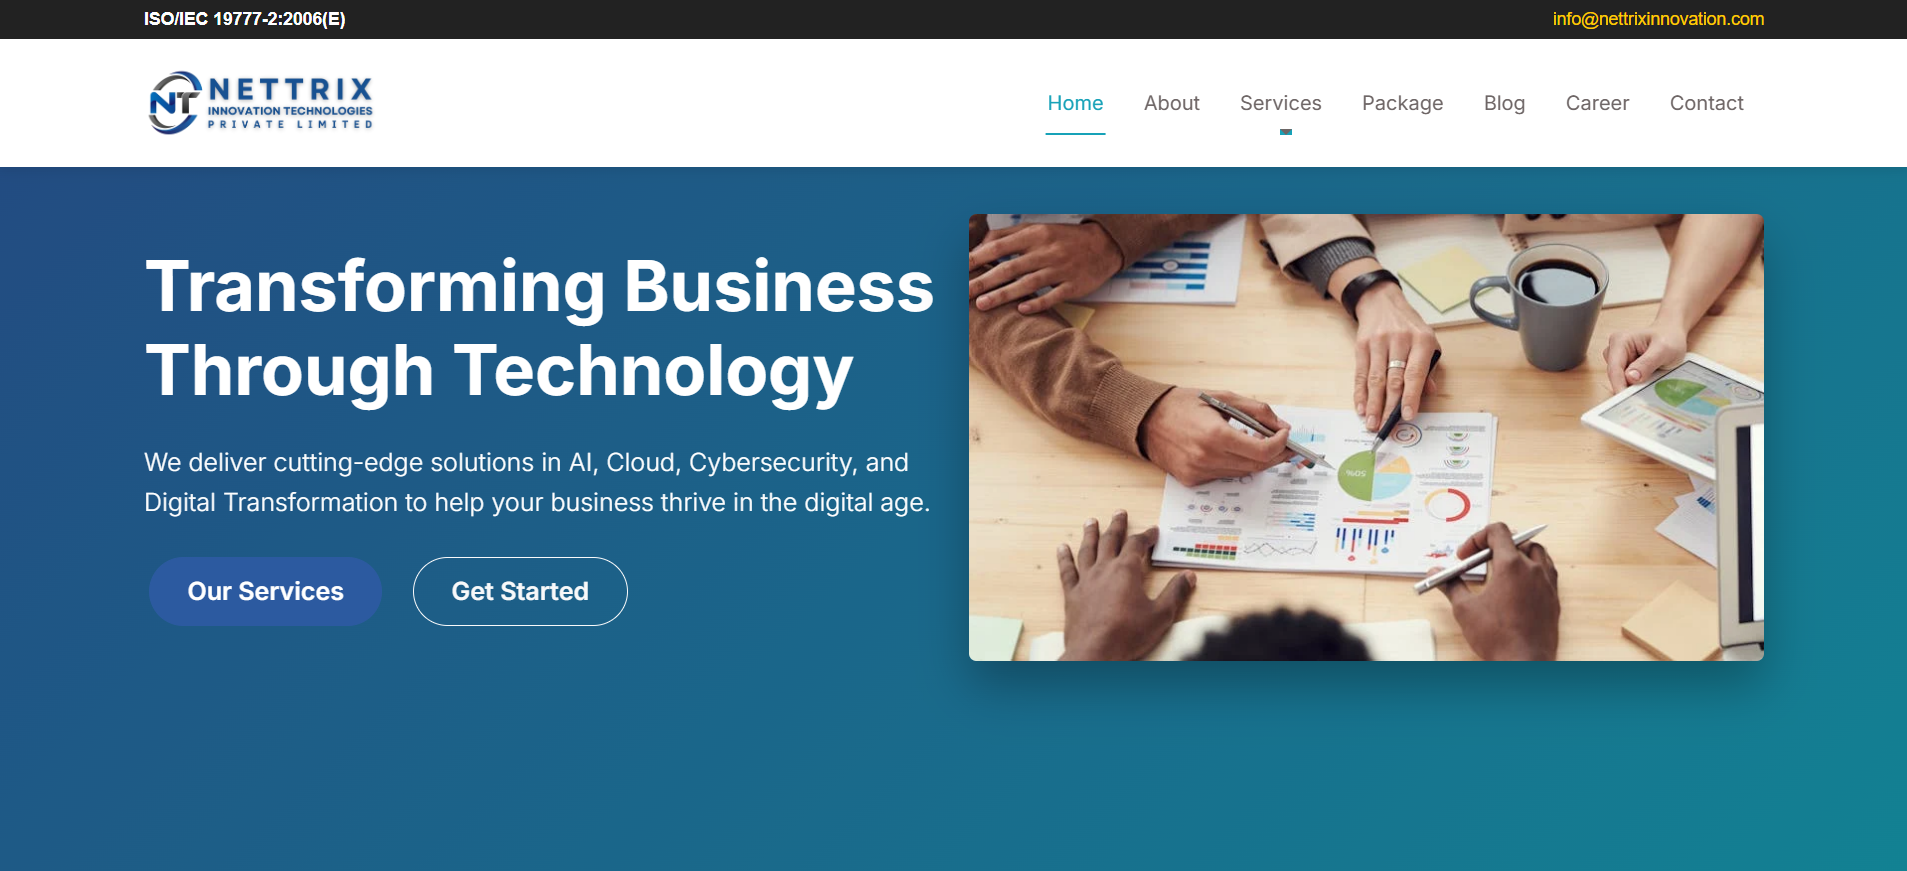 ISO/IEC 19777-2:2006(E)
info@nettrixinnovation.com
NT
NETTRIX
INNOVATION TECHNOLOGIES
PRIVATE LIMITED
Home
About
Services
Package
Blog
Career
Contact
Transforming Business
Through Technology
We deliver cutting-edge solutions in AI, Cloud, Cybersecurity, and
Digital Transformation to help your business thrive in the digital age.
Our Services
Get Started
50%